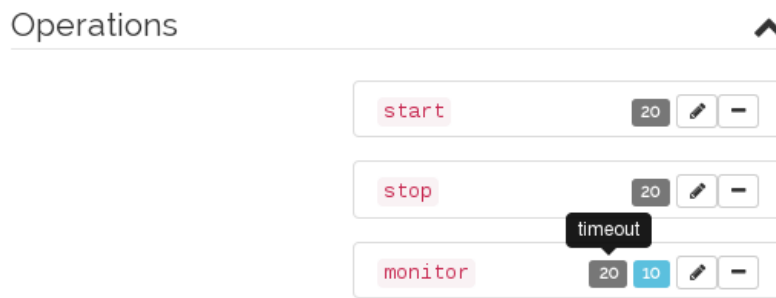 Operations
start 20
stop 20
timeout
monitor 20 10